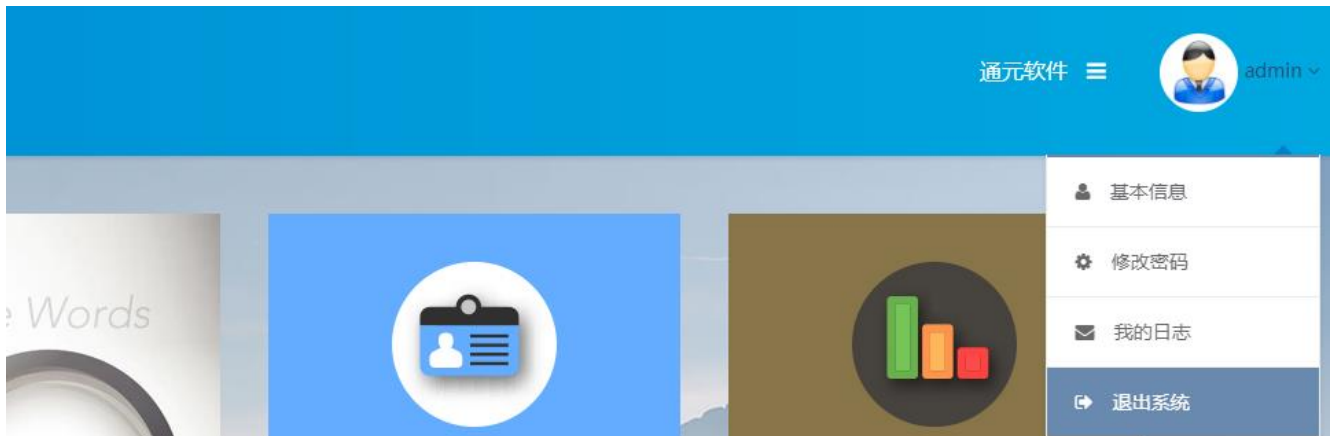 通元软件
admin
基本信息
修改密码
e Words
我的日志
退出系统